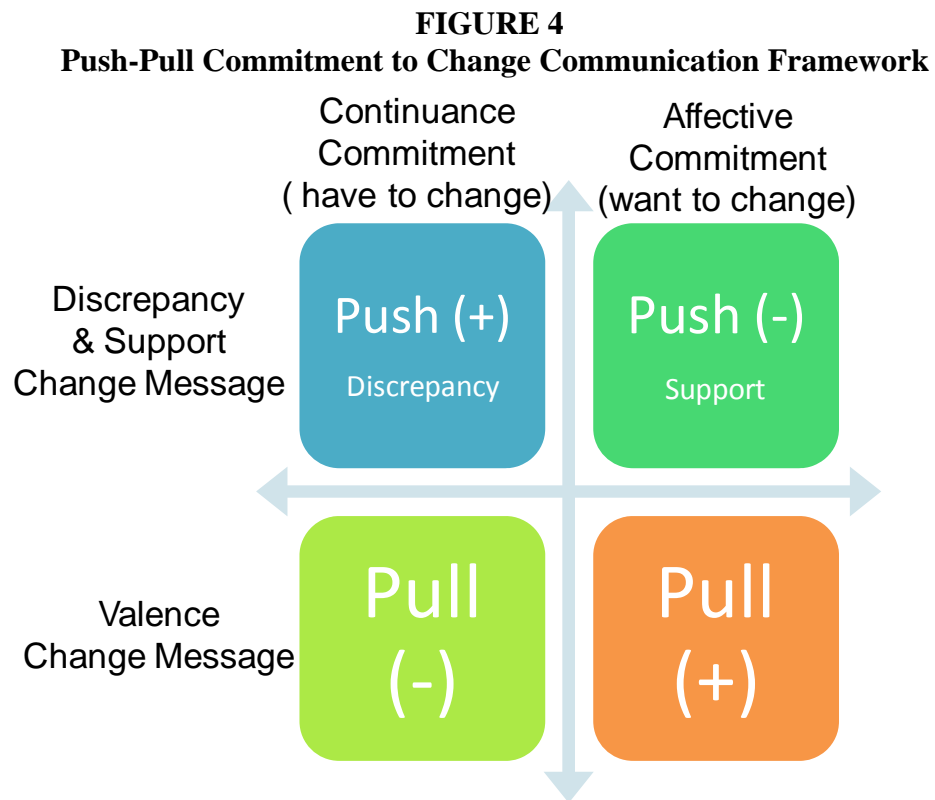 FIGURE 4
Push-Pull Commitment to Change Communication Framework
Continuance
Commitment
( have to change)
Affective
Commitment
(want to change)
Discrepancy
& Support
Change Message
Push (+)
Discrepancy
Push (-)
Support
Valence
Change Message
Pull
(-)
Pull
(+)